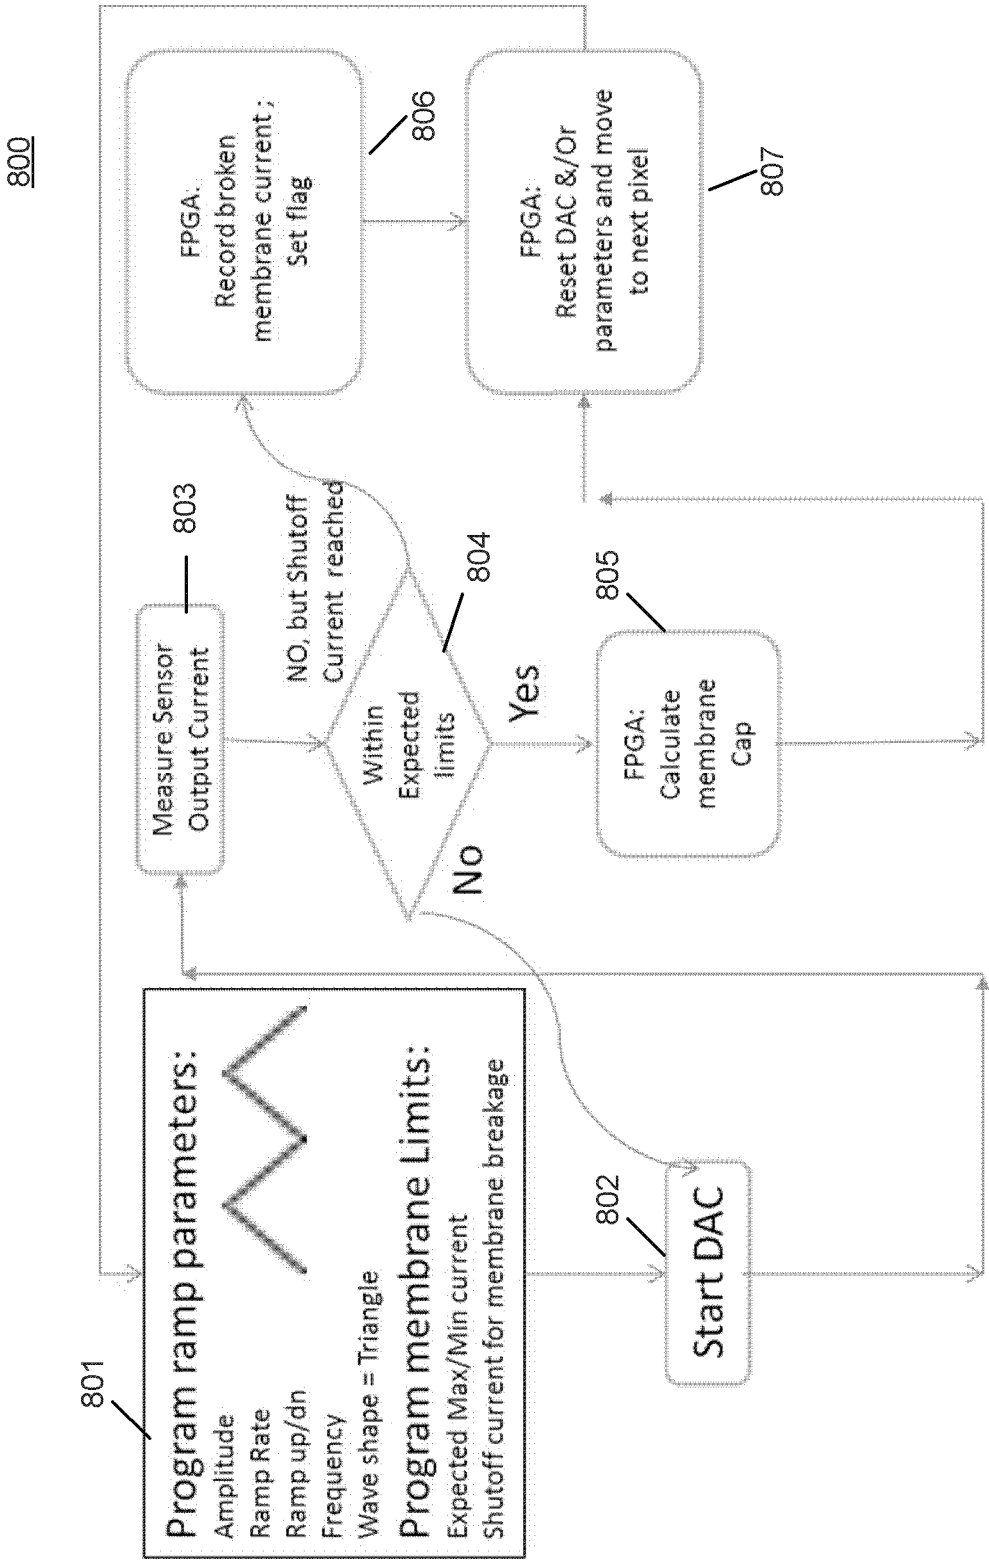 800
801
Program ramp parameters:
Amplitude
Ramp Rate
Ramp up/dn
Frequency
Wave shape = Triangle
Program membrane Limits:
Expected Max/Min current
Shutoff current for membrane breakage
802
Start DAC
803
Measure Sensor
Output Current
804
Within
Expected
limits
No
Yes
NO, but Shutoff
Current reached
805
FPGA:
Calculate
membrane
Cap
806
FPGA:
Record broken
membrane current;
Set flag
807
FPGA:
Reset DAC &/Or
parameters and move
to next pixel